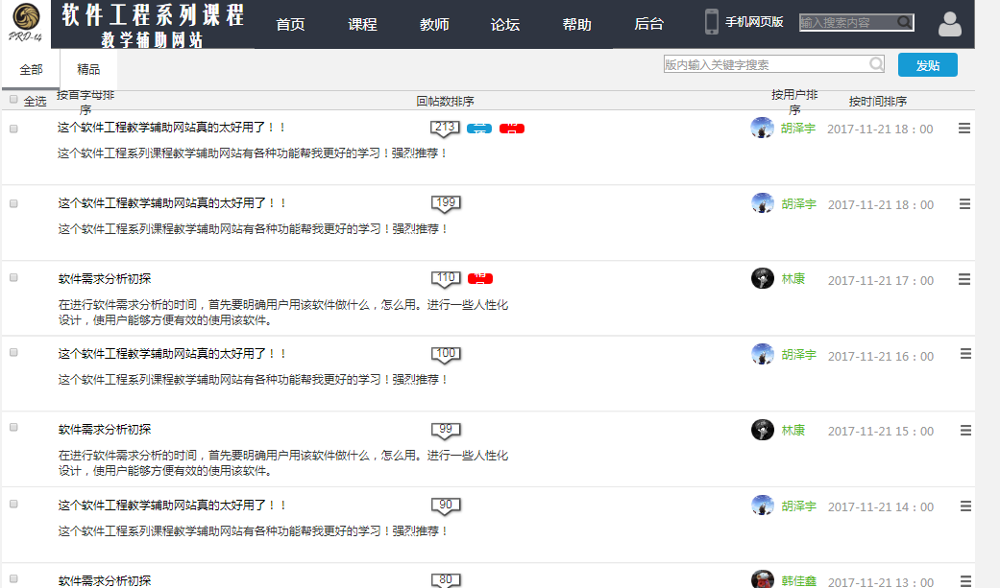 软件工程系列课程
教学辅助网站
PRD-14
首页 课程 教师 论坛 帮助 后台 手机网页版 输入搜索内容
全部 精品 版内输入关键字搜索 发贴
全选 按首字母排序 回帖数排序 按用户排序 按时间排序
这个软件工程教学辅助网站真的太好用了！！ 213 胡泽宇 2017-11-21 18：00
这个软件工程系列课程教学辅助网站有各种功能帮我更好的学习！强烈推荐！
这个软件工程教学辅助网站真的太好用了！！ 199 胡泽宇 2017-11-21 18：00
这个软件工程系列课程教学辅助网站有各种功能帮我更好的学习！强烈推荐！
软件需求分析初探 110 林康 2017-11-21 17：00
在进行软件需求分析的时间，首先要明确用户用该软件做什么，怎么用。进行一些人性化
设计，使用户能够方便有效的使用该软件。
这个软件工程教学辅助网站真的太好用了！！ 100 胡泽宇 2017-11-21 16：00
这个软件工程系列课程教学辅助网站有各种功能帮我更好的学习！强烈推荐！
软件需求分析初探 99 林康 2017-11-21 15：00
在进行软件需求分析的时间，首先要明确用户用该软件做什么，怎么用。进行一些人性化
设计，使用户能够方便有效的使用该软件。
这个软件工程教学辅助网站真的太好用了！！ 90 胡泽宇 2017-11-21 14：00
这个软件工程系列课程教学辅助网站有各种功能帮我更好的学习！强烈推荐！
软件需求分析初探 80 韩佳鑫 2017-11-21 13：00